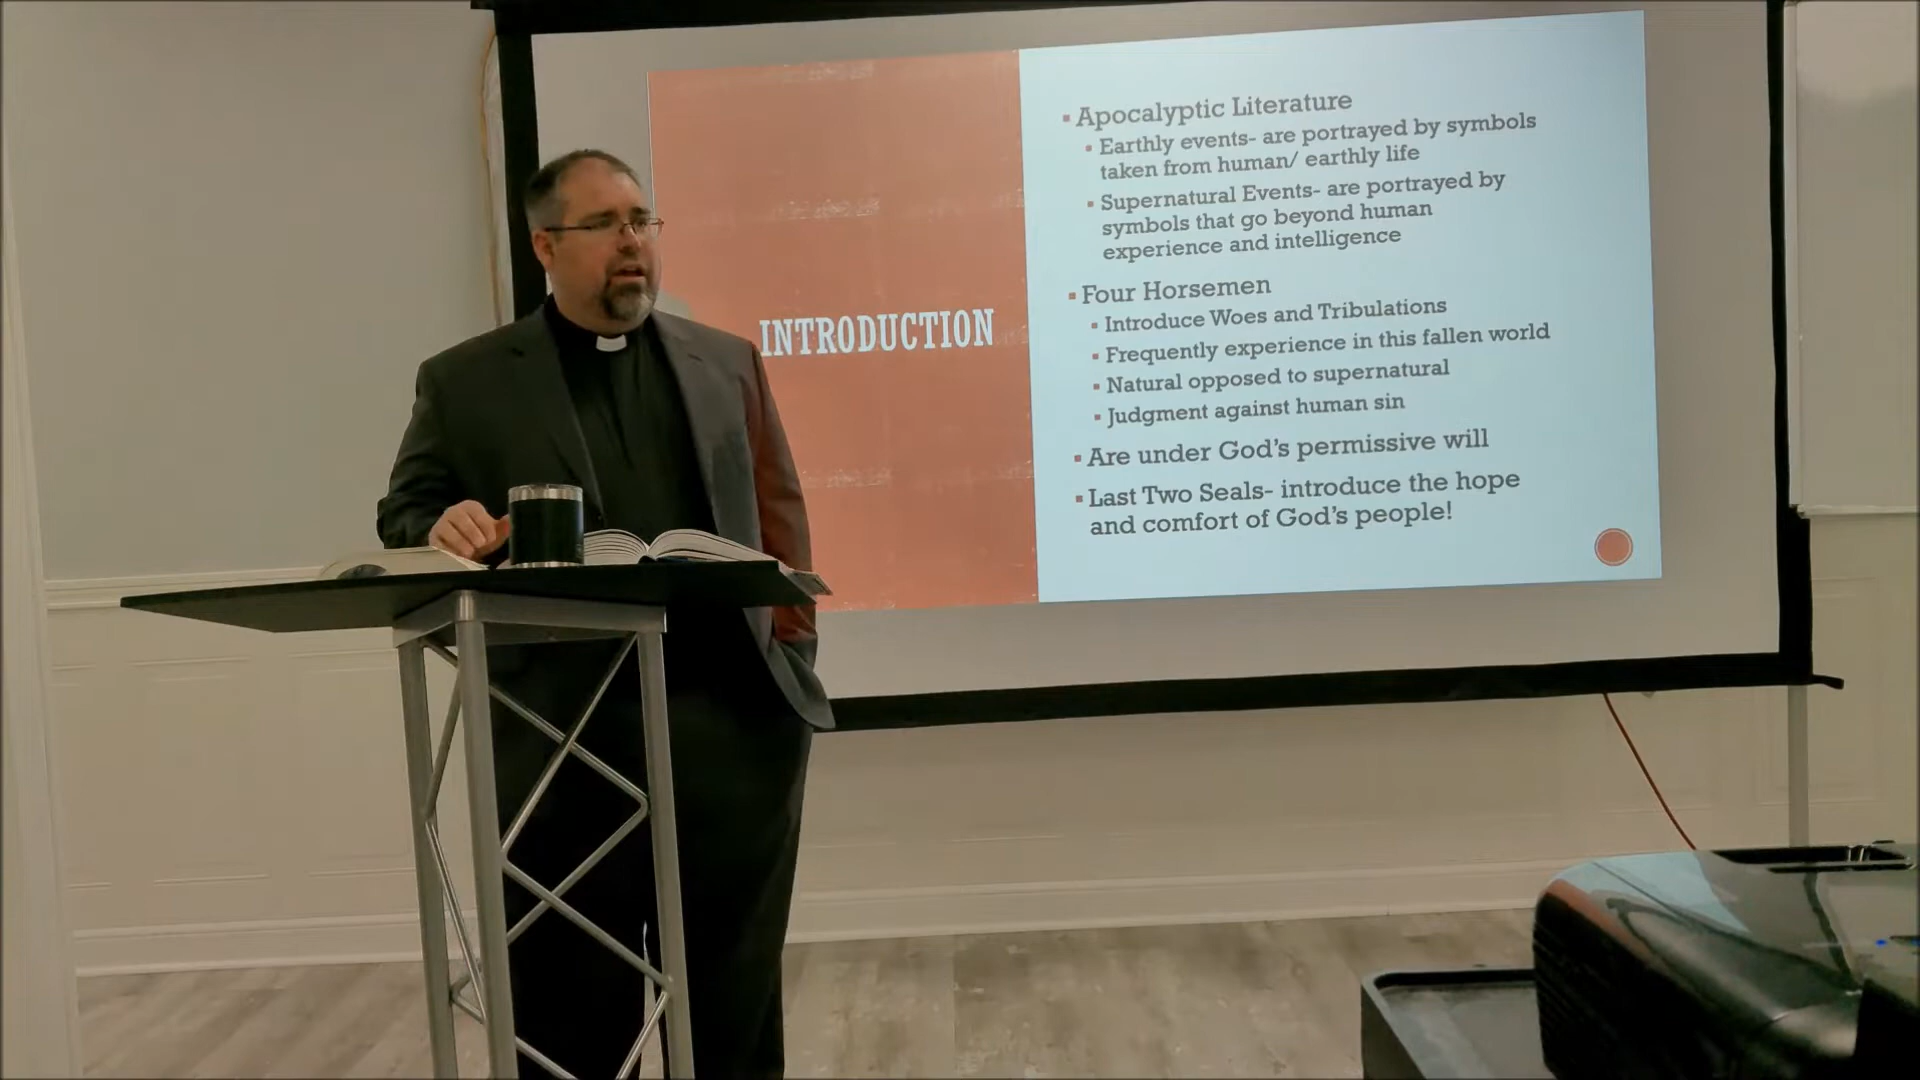 INTRODUCTION
Apocalyptic Literature
Earthly events- are portrayed by symbols
taken from human/ earthly life
Supernatural Events- are portrayed by
symbols that go beyond human
experience and intelligence
Four Horsemen
Introduce Woes and Tribulations
Frequently experience in this fallen world
Natural opposed to supernatural
Judgment against human sin
Are under God's permissive will
Last Two Seals- introduce the hope
and comfort of God's people!